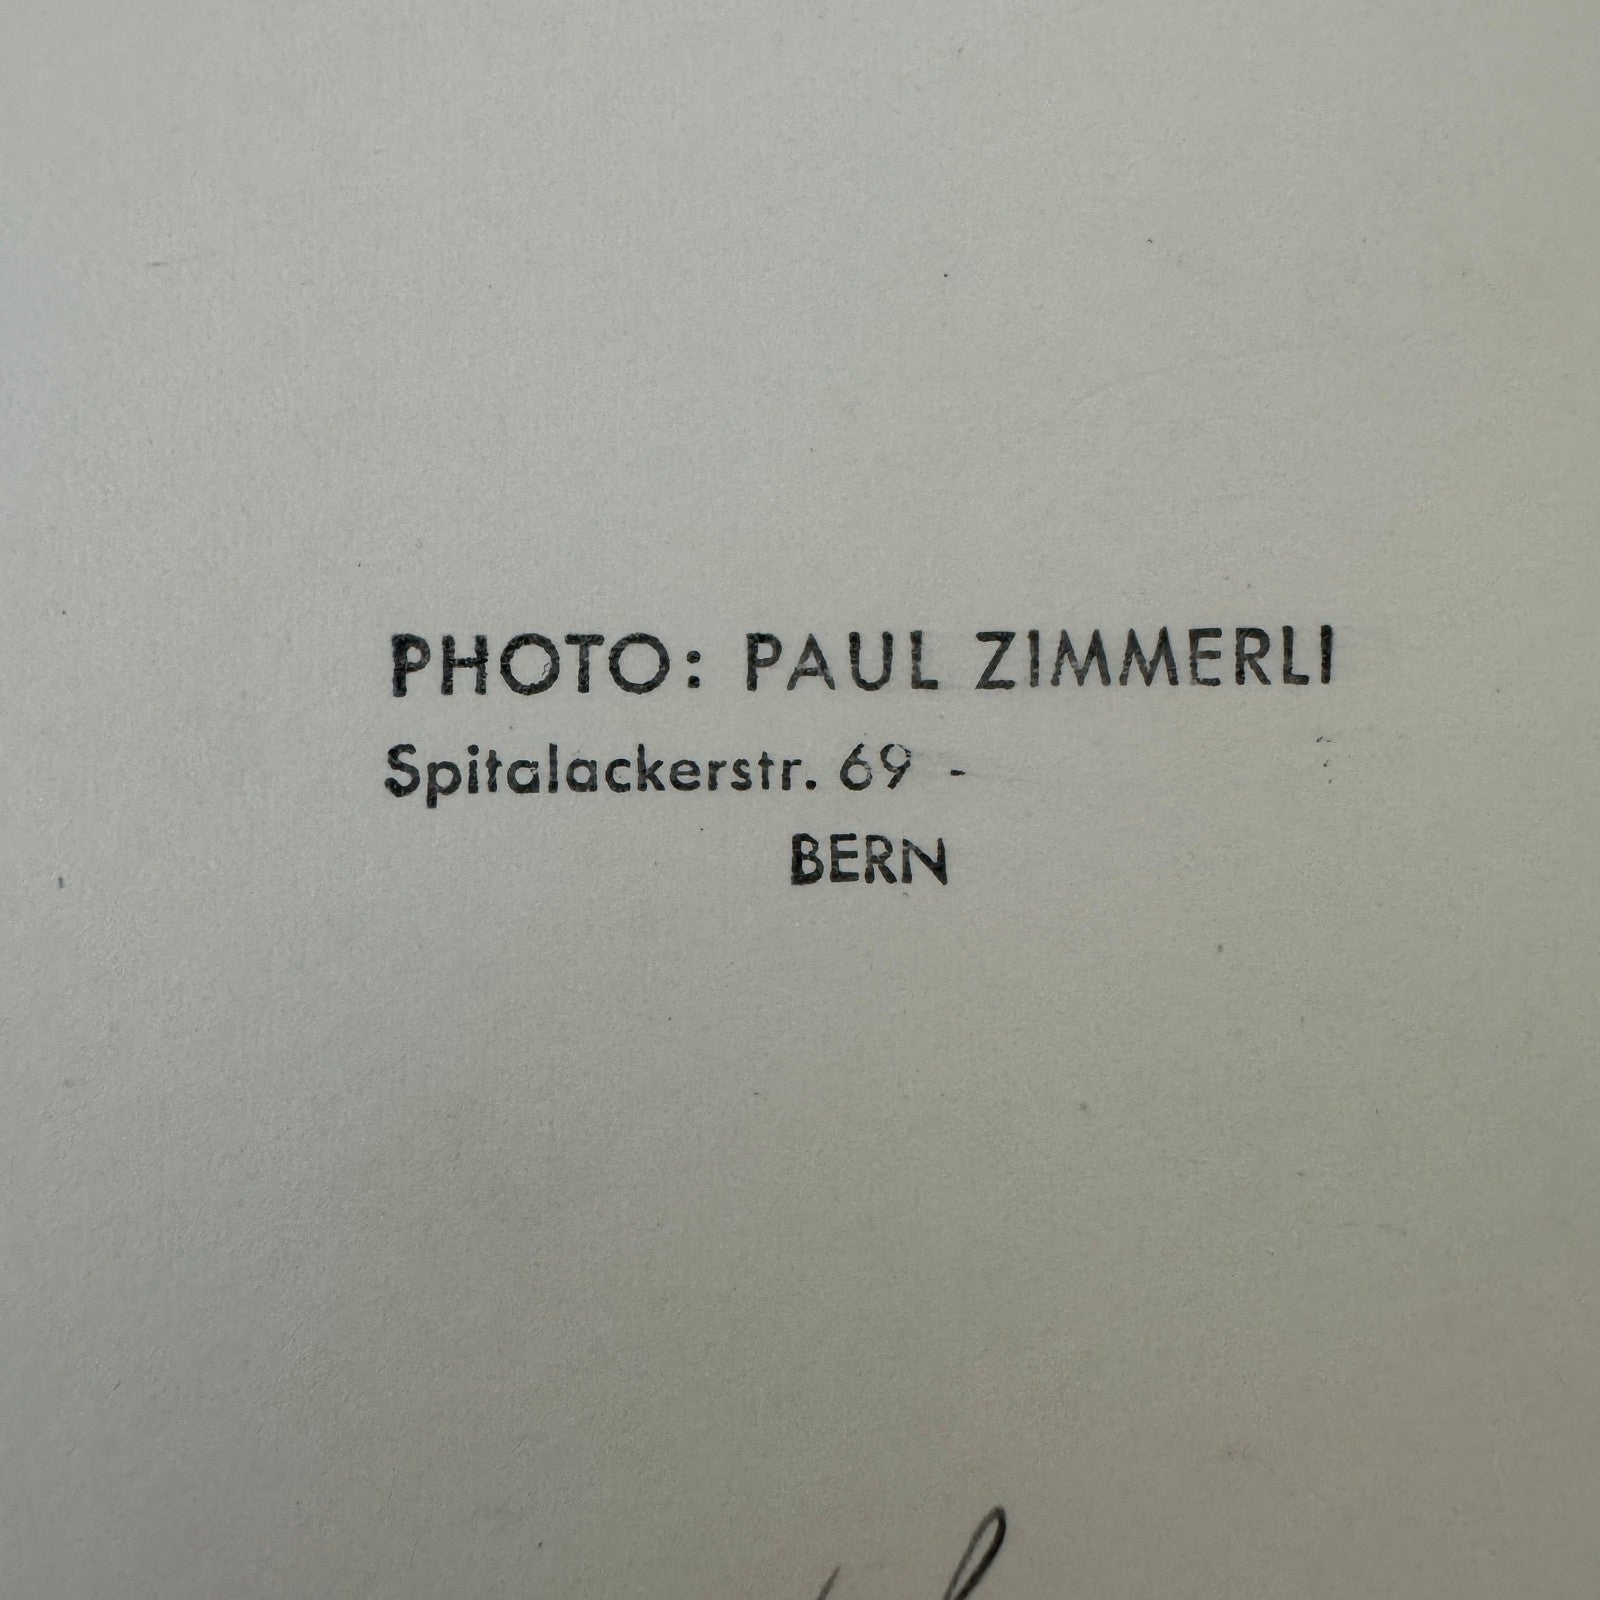 PHOTO: PAUL ZIMMERLI
Spitalackerstr. 69 -
BERN